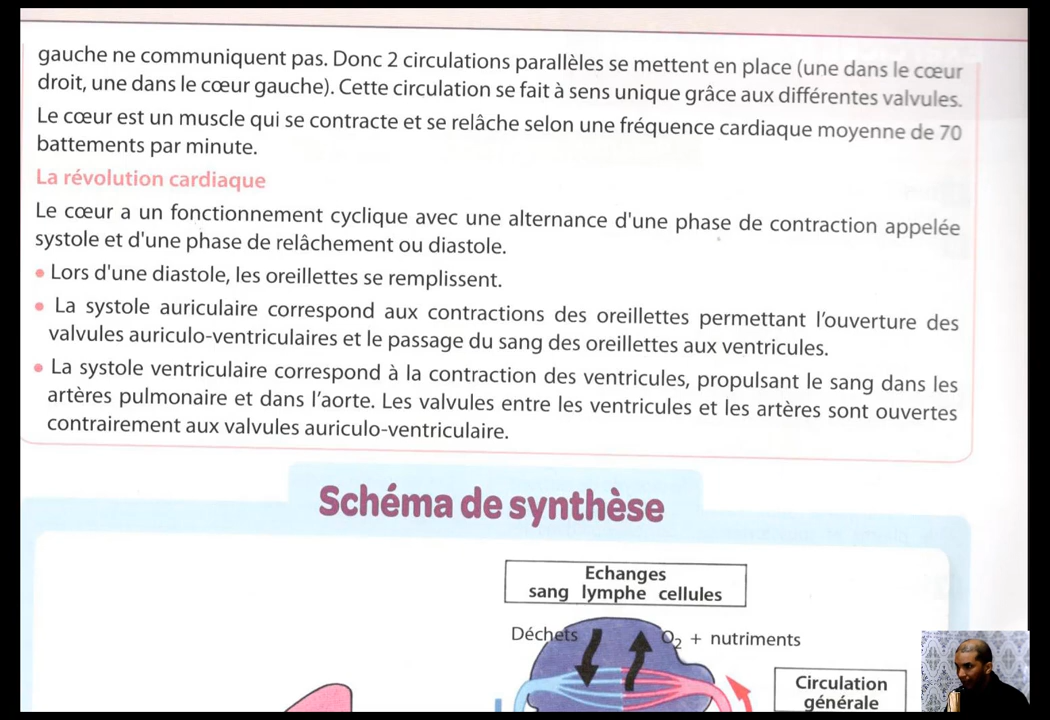 gauche ne communiquent pas. Donc 2 circulations parallèles se mettent en place (une dans le cœur
droit, une dans le cœur gauche). Cette circulation se fait à sens unique grâce aux différentes valvules.
Le cœur est un muscle qui se contracte et se relâche selon une fréquence cardiaque moyenne de 70
battements par minute.
La révolution cardiaque
Le cœur a un fonctionnement cyclique avec une alternance d'une phase de contraction appelée
systole et d'une phase de relâchement ou diastole.
• Lors d'une diastole, les oreillettes se remplissent.
• La systole auriculaire correspond aux contractions des oreillettes permettant l'ouverture des
valvules auriculo-ventriculaires et le passage du sang des oreillettes aux ventricules.
• La systole ventriculaire correspond à la contraction des ventricules, propulsant le sang dans les
artères pulmonaire et dans l'aorte. Les valvules entre les ventricules et les artères sont ouvertes
contrairement aux valvules auriculo-ventriculaire.
Schéma de synthèse
Echanges
sang lymphe cellules
Déchets
O₂ + nutriments
Circulation
générale